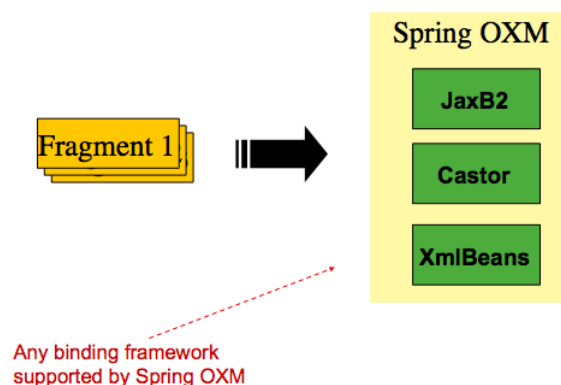 Spring OXM
JaxB2
Fragment 1
Castor
XmlBeans
Any binding framework
supported by Spring OXM